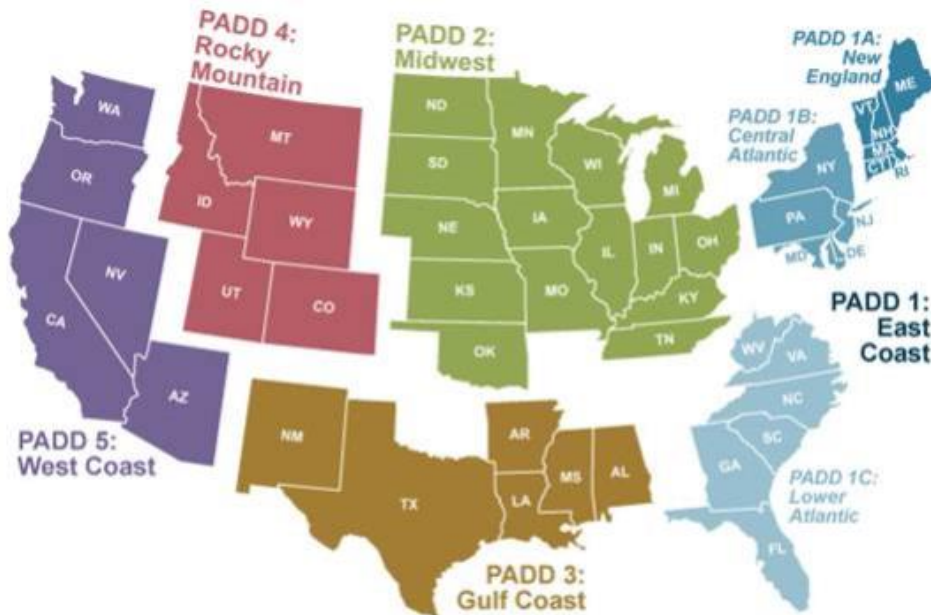 PADD 4:
Rocky
Mountain
PADD 2:
Midwest
PADD 1A:
New
England
PADD 1B:
Central
Atlantic
PADD 1:
East
Coast
PADD 1C:
Lower
Atlantic
PADD 3:
Gulf Coast
PADD 5:
West Coast
WA
OR
CA
NV
AZ
MT
ID
WY
UT
CO
ND
SD
NE
KS
OK
MN
IA
MO
WI
IL
MI
IN
OH
KY
TN
NM
TX
AR
LA
MS
AL
ME
VT
NH
MA
CT
RI
NY
PA
NJ
MD
DE
WV
VA
NC
SC
GA
FL